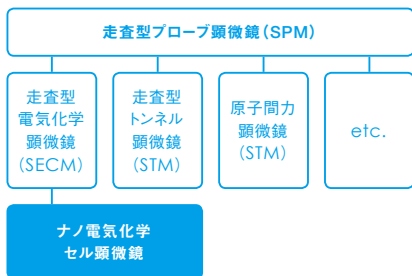 走査型プローブ顕微鏡（SPM）
走査型
電気化学
顕微鏡
（SECM）
走査型
トンネル
顕微鏡
（STM）
原子間力
顕微鏡
（STM）
etc.
ナノ電気化学
セル顕微鏡